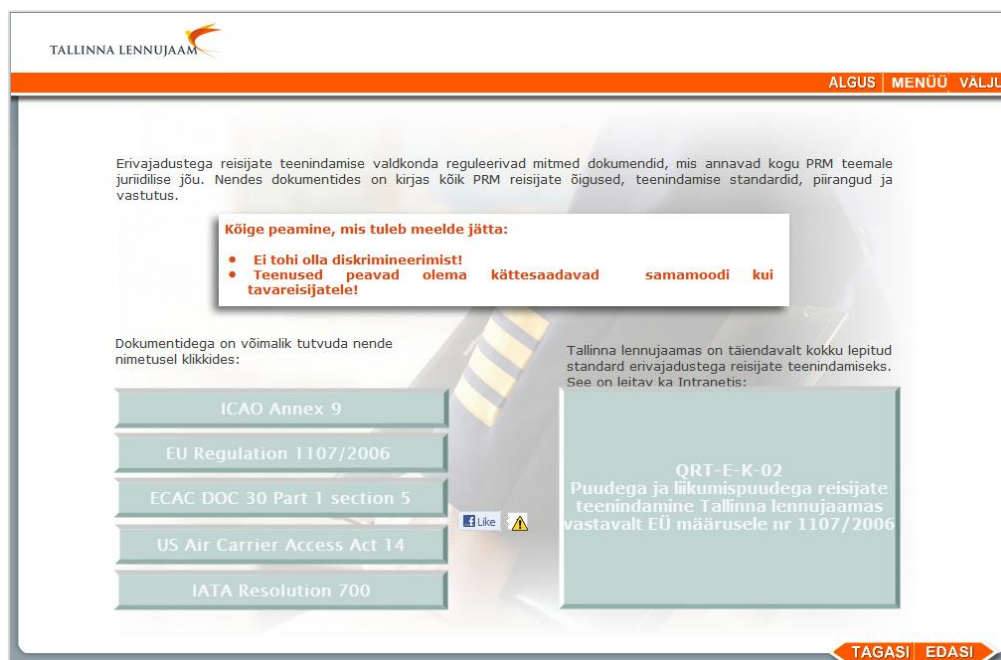 TALLINNA LENNUJAAM
ALGUS MENÜÜ VÄLJU
Erivajadustega reisijate teenindamise valdkonda reguleerivad mitmed dokumendid, mis annavad kogu PRM teemale
juriidilise jõu. Nendes dokumentides on kirjas kõik PRM reisijate õigused, teenindamise standardid, piirangud ja
vastutus.
Kõige peamine, mis tuleb meelde jätta:
• Ei tohi olla diskrimineerimist!
• Teenused peavad olema kättesaadavad samamoodi kui
tavareisijatele!
Dokumentidega on võimalik tutvuda nende
nimetusel klikkides:
ICAO Annex 9
EU Regulation 1107/2006
ECAC DOC 30 Part 1 section 5
US Air Carrier Access Act 14
IATA Resolution 700
Like
Tallinna lennujaamas on täiendavalt kokku lepitud
standard erivajadustega reisijate teenindamiseks.
See on leitav ka Intranetis:
QRT-E-K-02
Puudega ja liikumispuudega reisijate
teenindamine Tallinna lennujaamas
vastavalt EÜ määrusele nr 1107/2006
TAGASI EDASI